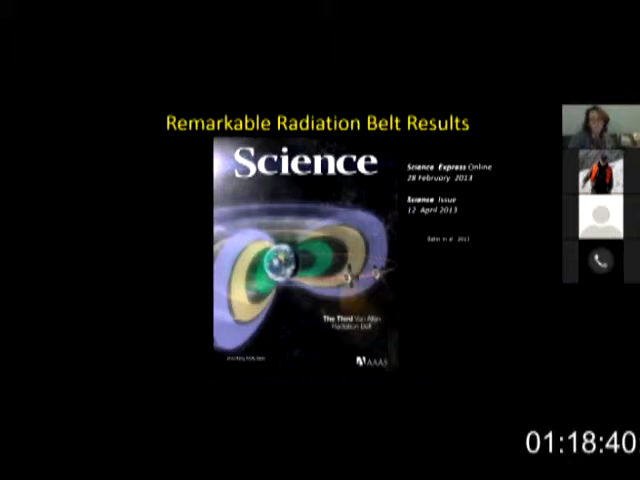 Remarkable Radiation Belt Results
Science
Science Express Online
28 February 2013
Science Issue
12 April 2013
The Third Van Allen
Radiation Belt
AAAS
01:18:40